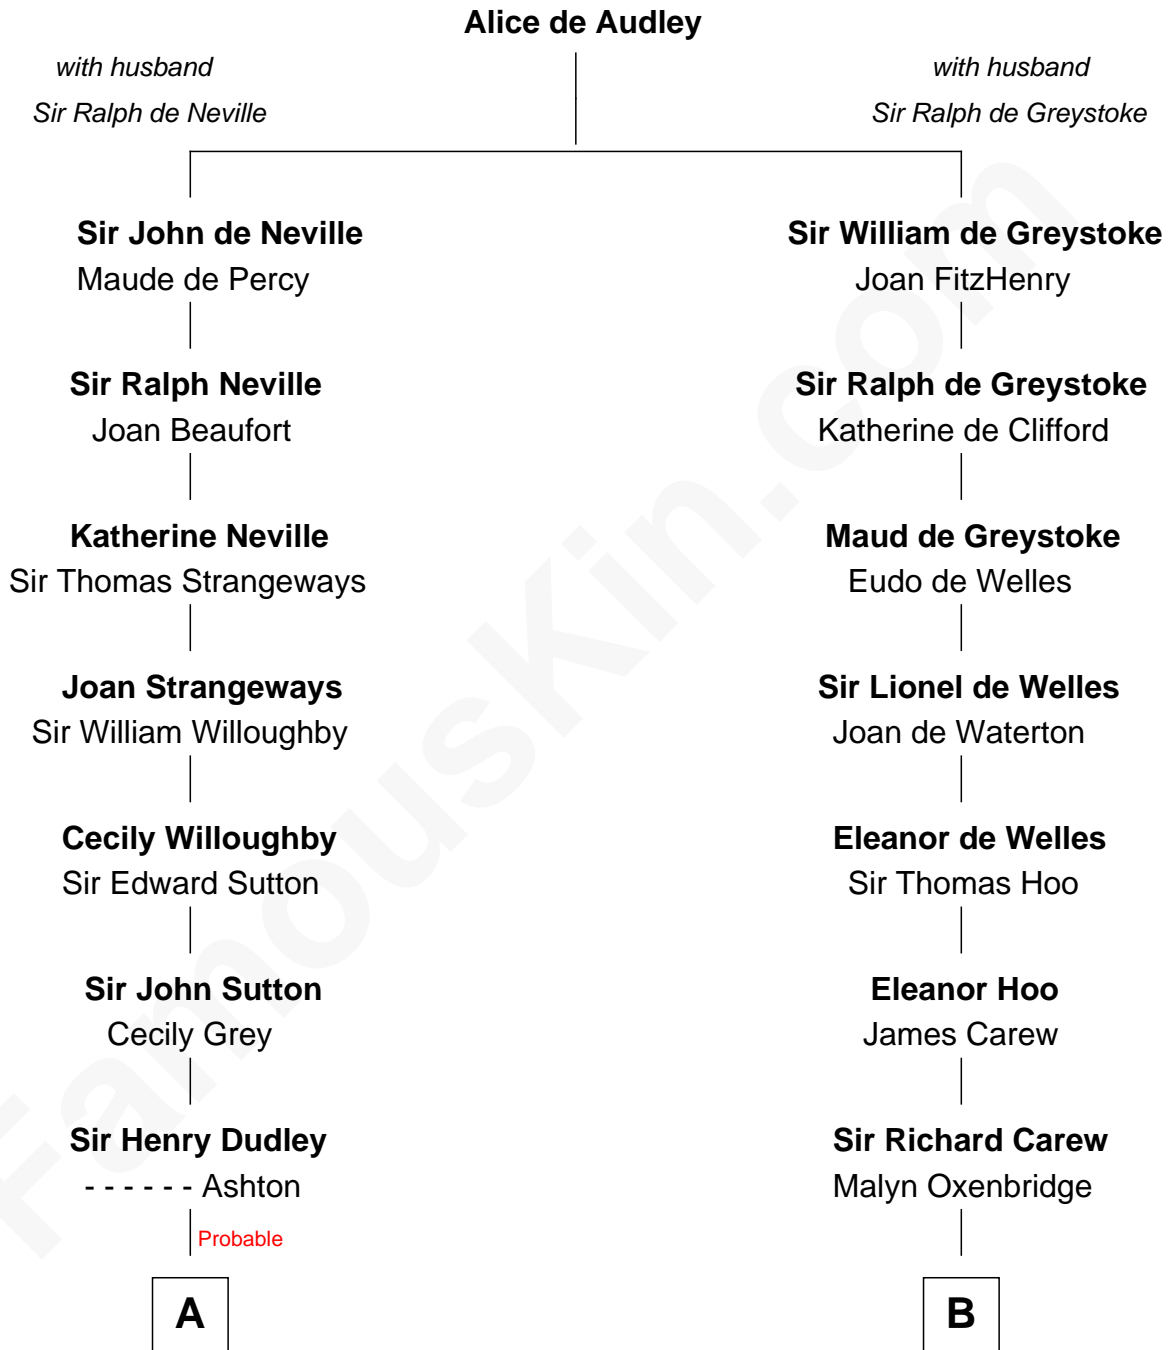 Alice de Audley
with husband
Sir Ralph de Neville
with husband
Sir Ralph de Greystoke
Sir John de Neville
Maude de Percy
Sir William de Greystoke
Joan FitzHenry
Sir Ralph Neville
Joan Beaufort
Sir Ralph de Greystoke
Katherine de Clifford
Katherine Neville
Sir Thomas Strangeways
Maud de Greystoke
Eudo de Welles
Joan Strangeways
Sir William Willoughby
Sir Lionel de Welles
Joan de Waterton
Cecily Willoughby
Sir Edward Sutton
Eleanor de Welles
Sir Thomas Hoo
Sir John Sutton
Cecily Grey
Eleanor Hoo
James Carew
Sir Henry Dudley
- - - - - - Ashton
Sir Richard Carew
Malyn Oxenbridge
Probable
A
B
FamousKin.com